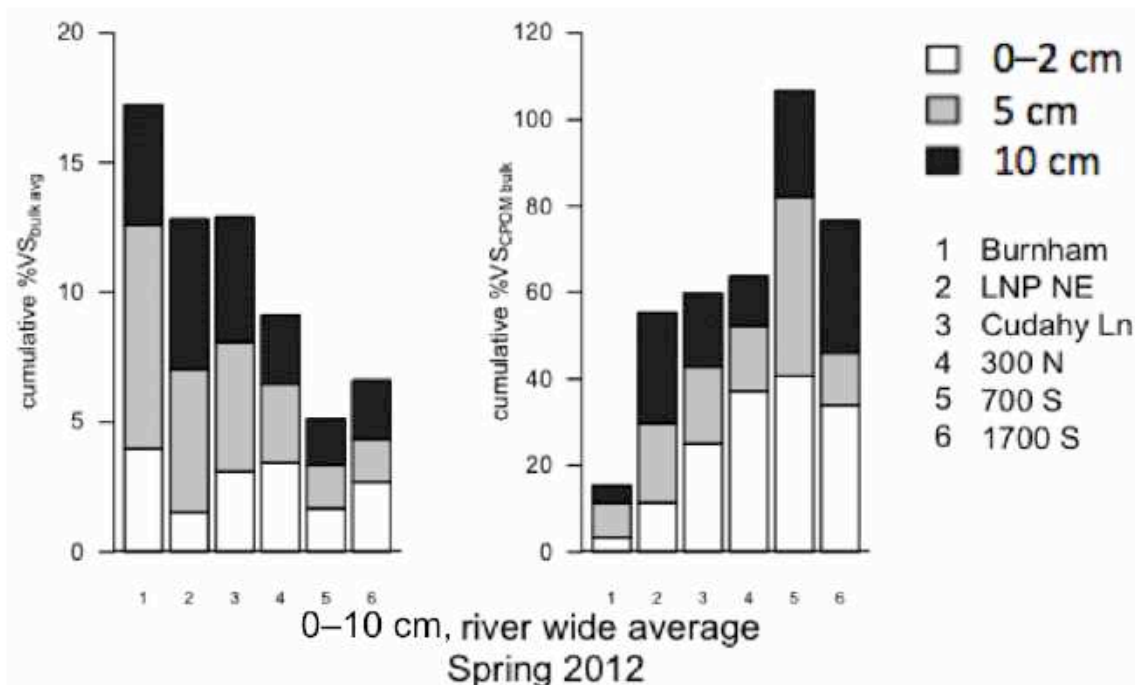 20
15
10
5
0
cumulative %VSbulk avg
1 2 3 4 5 6
120
100
80
60
40
20
0
cumulative %VSCPOM bulk
1 2 3 4 5 6
0–2 cm
5 cm
10 cm
1 Burnham
2 LNP NE
3 Cudahy Ln
4 300 N
5 700 S
6 1700 S
0–10 cm, river wide average
Spring 2012